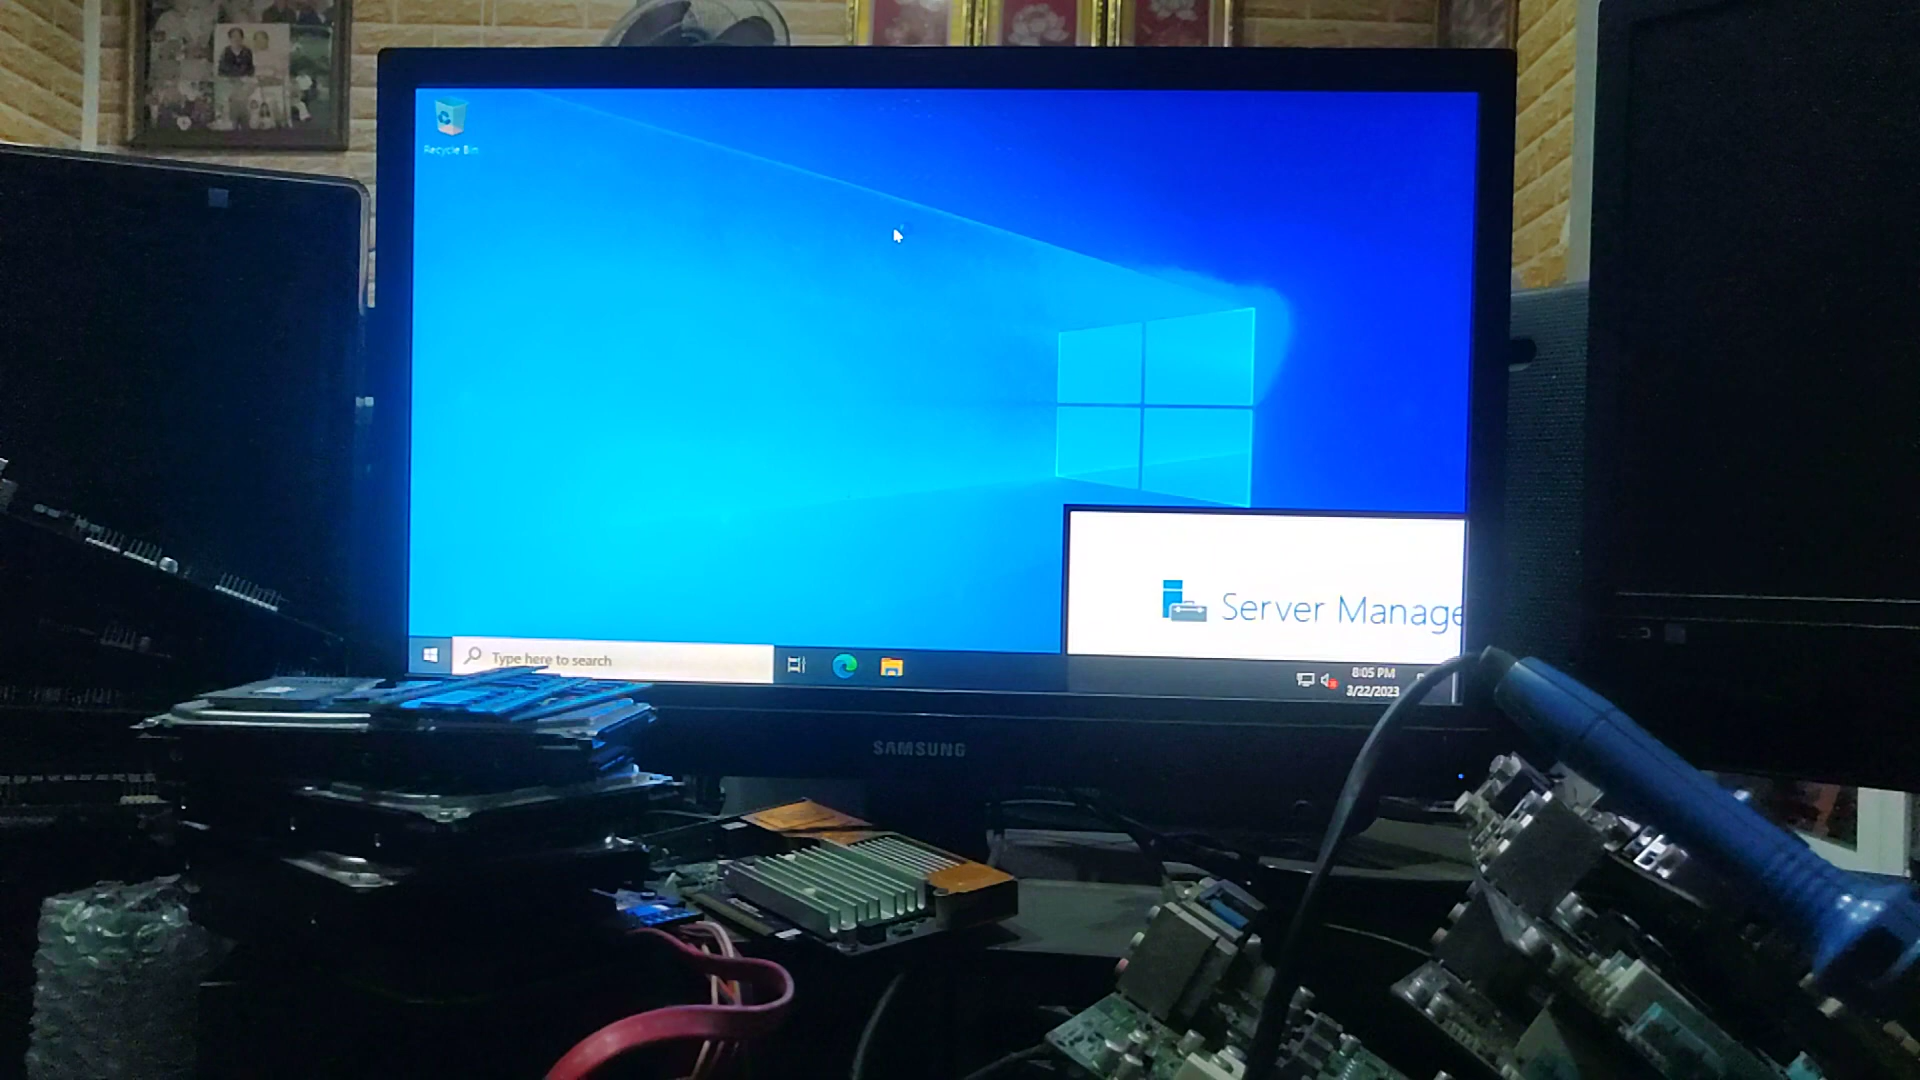 Recycle Bin
Server Manage
Type here to search
8:05 PM
3/22/2023
SAMSUNG